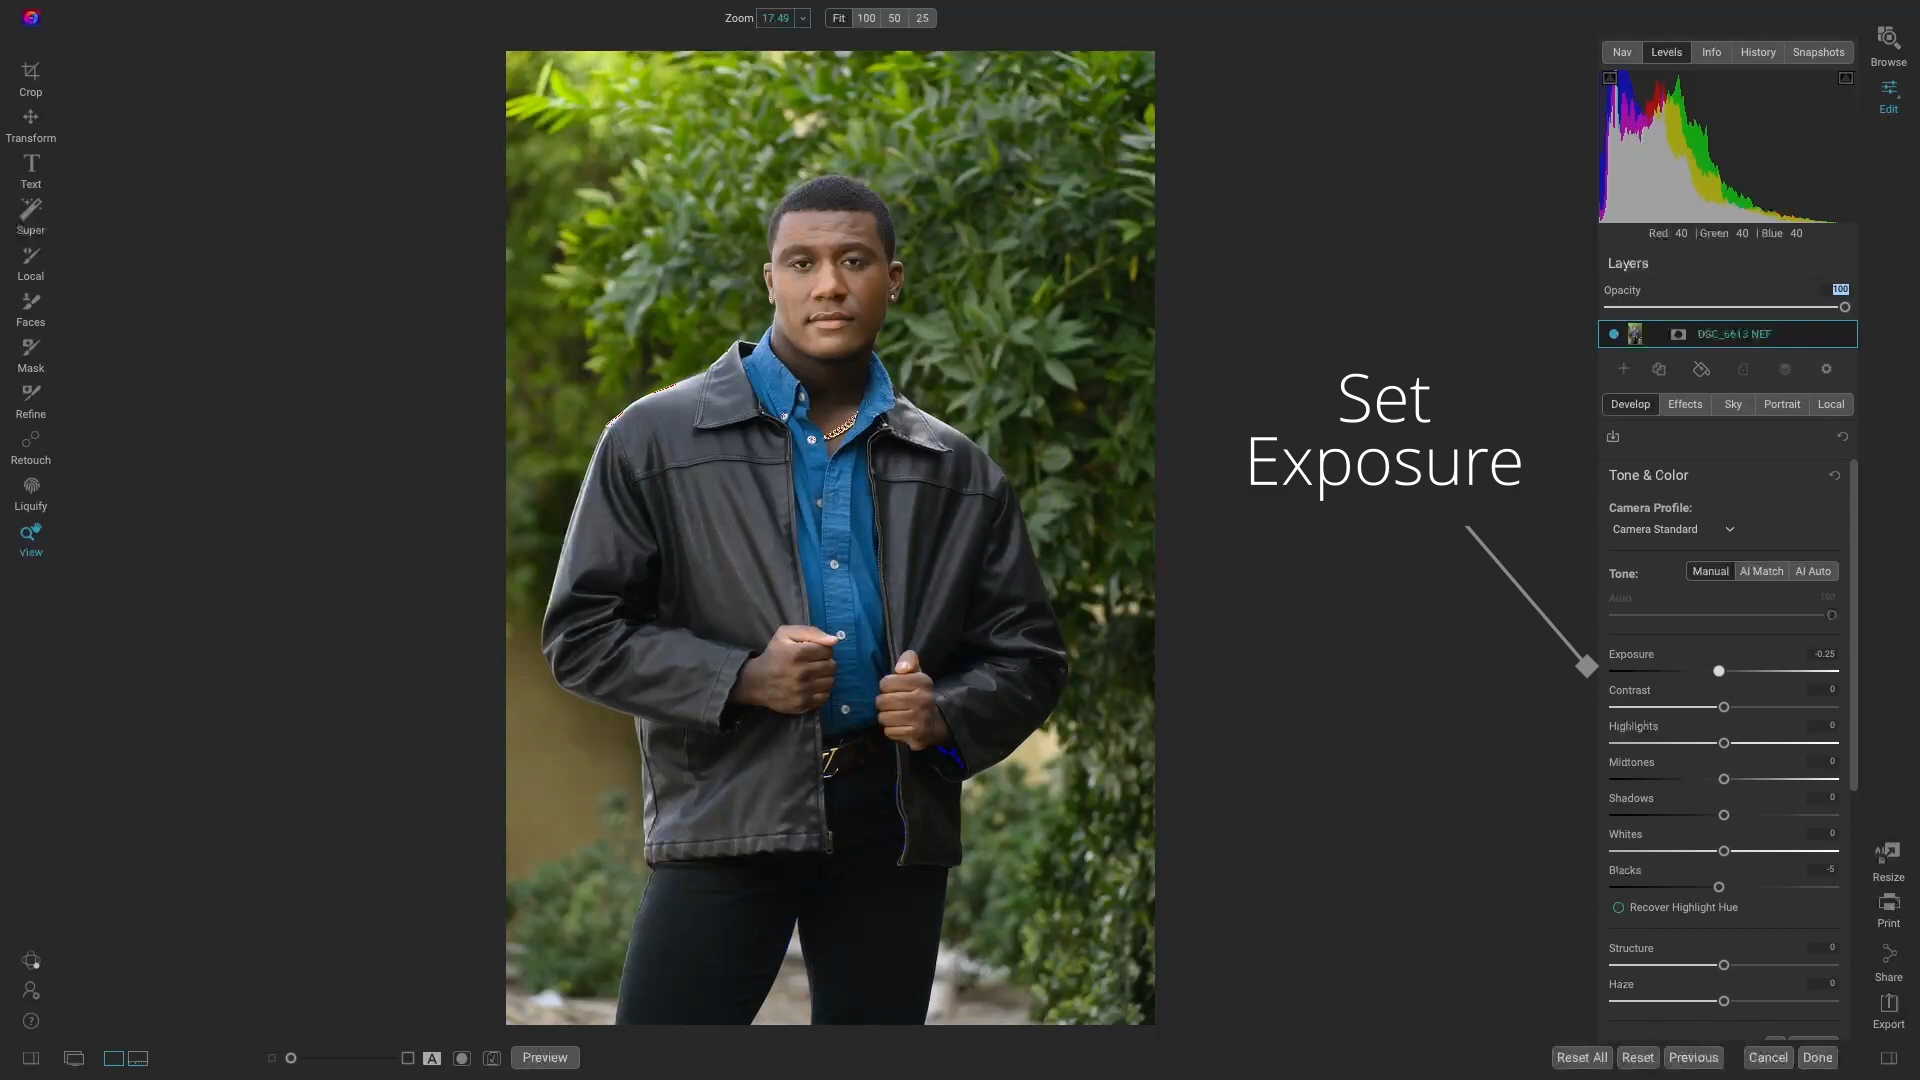 Zoom 17.49 Fit 100 50 25
Crop
Transform
Text
Super
Local
Faces
Mask
Refine
Retouch
Liquify
View
Set
Exposure
Nav Levels Info History Snapshots
Red 40 | Green 40 | Blue 40
Layers
Opacity 100
DSC_6613 NEF
Develop Effects Sky Portrait Local
Tone & Color
Camera Profile:
Camera Standard
Tone: Manual AI Match AI Auto
Auto 100
Exposure -0.25
Contrast 0
Highlights 0
Midtones 0
Shadows 0
Whites 0
Blacks -5
Recover Highlight Hue
Structure 0
Haze 0
Browse
Edit
Resize
Print
Share
Export
A Preview
Reset All Reset Previous Cancel Done